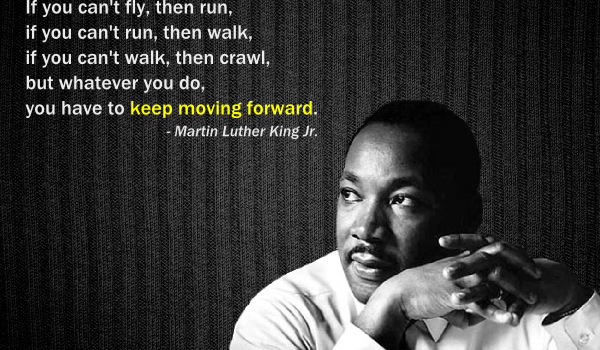 If you can't fly, then run,
if you can't run, then walk,
if you can't walk, then crawl,
but whatever you do,
you have to keep moving forward.
- Martin Luther King Jr.